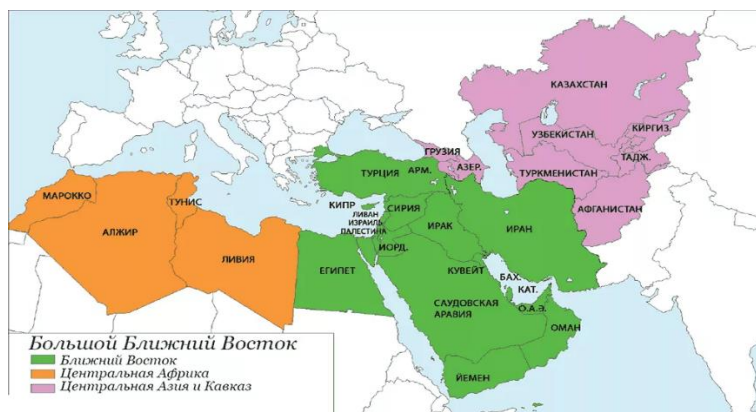 КАЗАХСТАН
УЗБЕКИСТАН
КИРГИЗ.
ГРУЗИЯ
АЗЕР.
ТУРКМЕНИСТАН
ТАДЖ.
АФГАНИСТАН
ТУРЦИЯ
АРМ.
МАРОККО
ТУНИС
КИПР
СИРИЯ
ЛИВАН
ИЗРАИЛЬ
ПАЛЕСТИНА
ИРАК
ИРАН
АЛЖИР
ЛИВИЯ
ЕГИПЕТ
ИОРД.
КУВЕЙТ
БАХ.
КАТ.
САУДОВСКАЯ
АРАВИЯ
О.А.Э.
ОМАН
ЙЕМЕН
Большой Ближний Восток
Ближний Восток
Центральная Африка
Центральная Азия и Кавказ